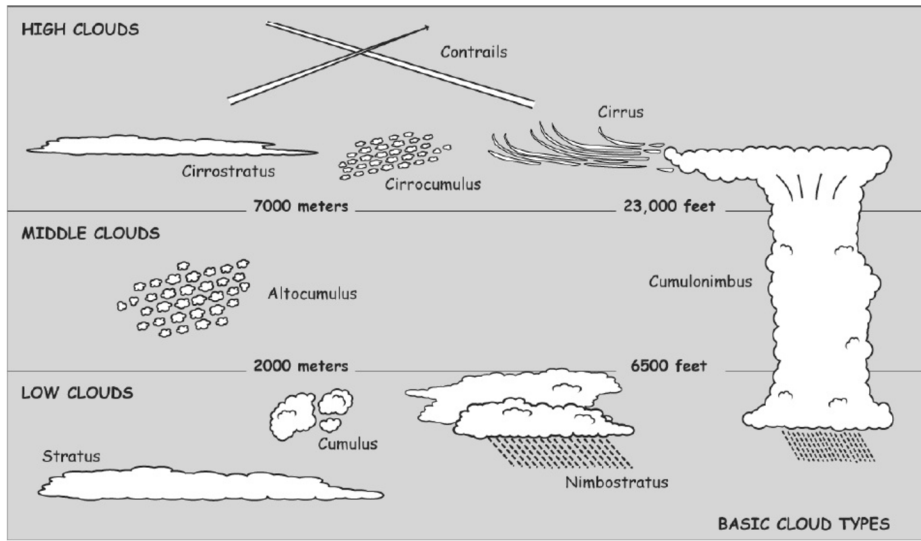 HIGH CLOUDS
Contrails
Cirrus
Cirrostratus
Cirrocumulus
7000 meters
23,000 feet
MIDDLE CLOUDS
Altocumulus
Cumulonimbus
2000 meters
6500 feet
LOW CLOUDS
Cumulus
Stratus
Nimbostratus
BASIC CLOUD TYPES